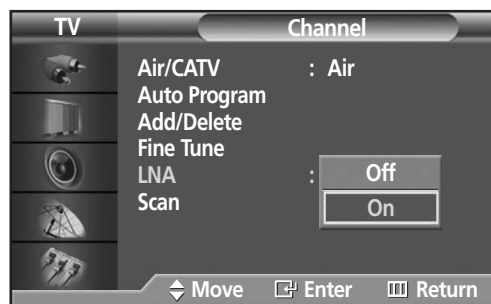 TV Channel
Air/CATV : Air
Auto Program
Add/Delete
Fine Tune
LNA : Off
On
Scan
Move Enter Return